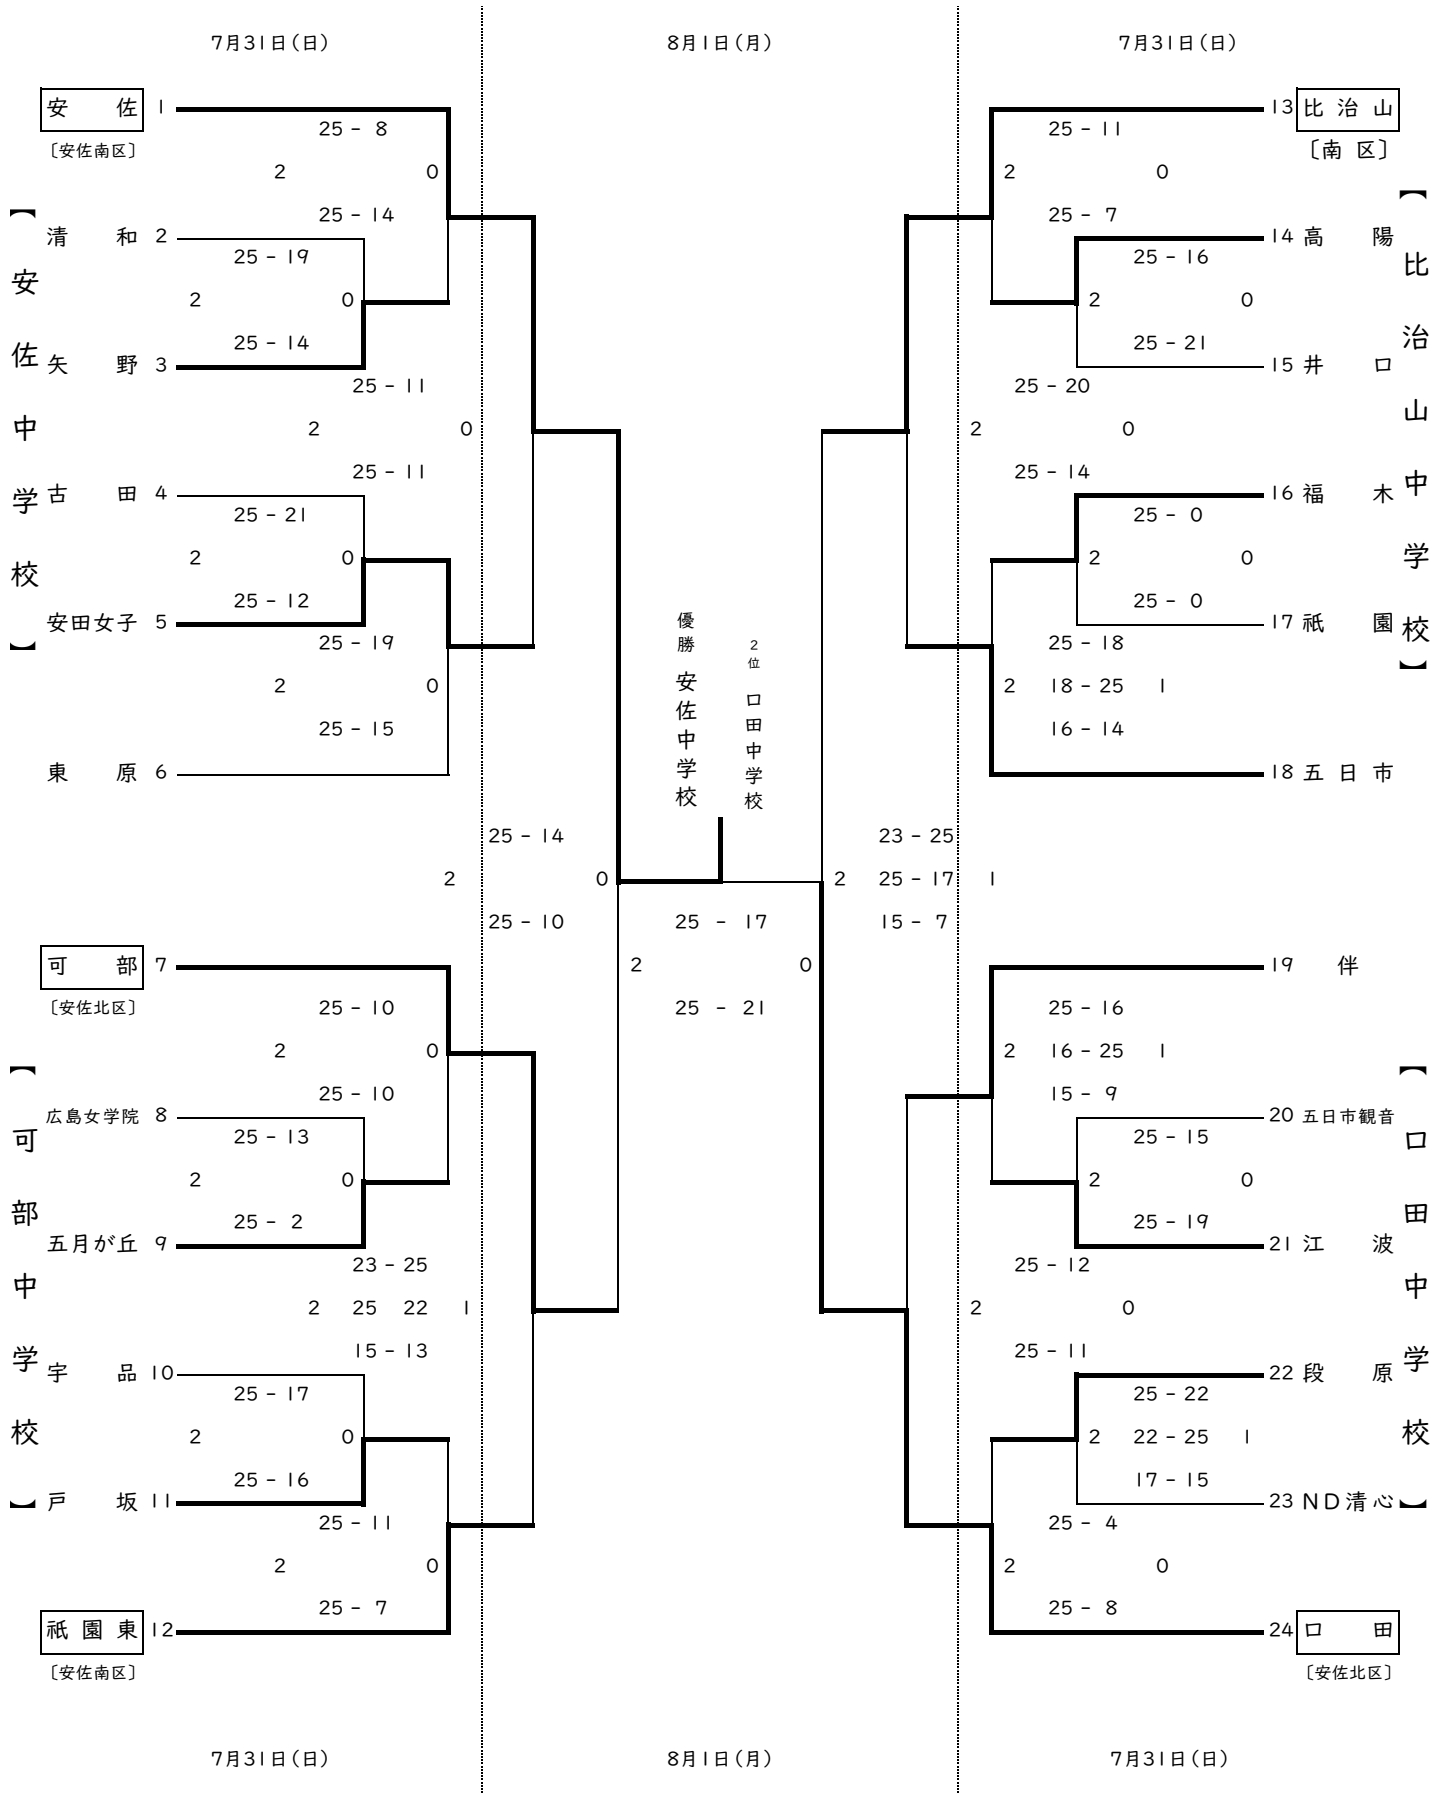 7月31日(日)
8月1日(月)
7月31日(日)
安佐 1
〔安佐南区〕
25 - 8
2 0
25 - 14
清和 2
25 - 19
2 0
25 - 14
矢野 3
25 - 11
2 0
25 - 11
古田 4
25 - 21
2 0
25 - 12
安田女子 5
25 - 19
2 0
25 - 15
東原 6
【安佐中学校】
25 - 14
2 0
25 - 10
可部 7
〔安佐北区〕
25 - 10
2 0
25 - 10
広島女学院 8
25 - 13
2 0
25 - 2
五月が丘 9
23 - 25
2 25 22 1
15 - 13
宇品 10
25 - 17
2 0
25 - 16
戸坂 11
25 - 11
2 0
25 - 7
祇園東 12
〔安佐南区〕
【可部中学校】
優勝 安佐中学校
2位 口田中学校
25 - 17
2 0
25 - 21
13 比治山
〔南区〕
25 - 11
2 0
25 - 7
14 高陽
25 - 16
2 0
25 - 21
15 井口
25 - 20
2 0
25 - 14
16 福木
25 - 0
2 0
25 - 0
17 祇園
25 - 18
2 18 - 25 1
16 - 14
18 五日市
【比治山中学校】
23 - 25
2 25 - 17 1
15 - 7
19 伴
25 - 16
2 16 - 25 1
15 - 9
20 五日市観音
25 - 15
2 0
25 - 19
21 江波
25 - 12
2 0
25 - 11
22 段原
25 - 22
2 22 - 25 1
17 - 15
23 ND清心
25 - 4
2 0
25 - 8
24 口田
〔安佐北区〕
【口田中学校】
7月31日(日)
8月1日(月)
7月31日(日)